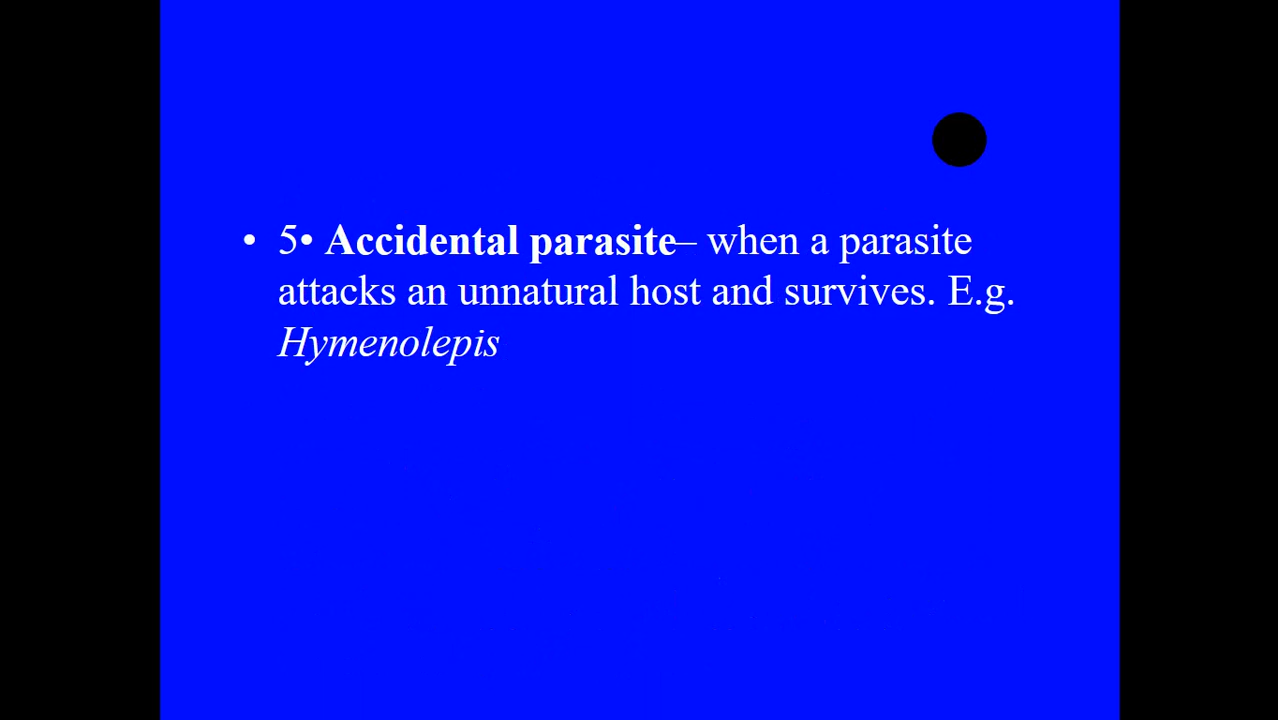 • 5• Accidental parasite– when a parasite
attacks an unnatural host and survives. E.g.
Hymenolepis